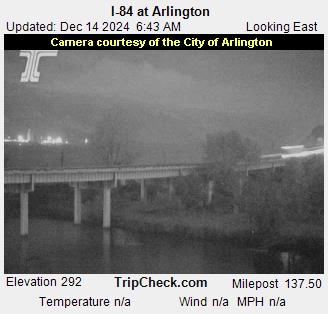 I-84 at Arlington
Updated: Dec 14 2024 6:43 AM Looking East
Camera courtesy of the City of Arlington
Elevation 292 TripCheck.com Milepost 137.50
Temperature n/a Wind n/a MPH n/a